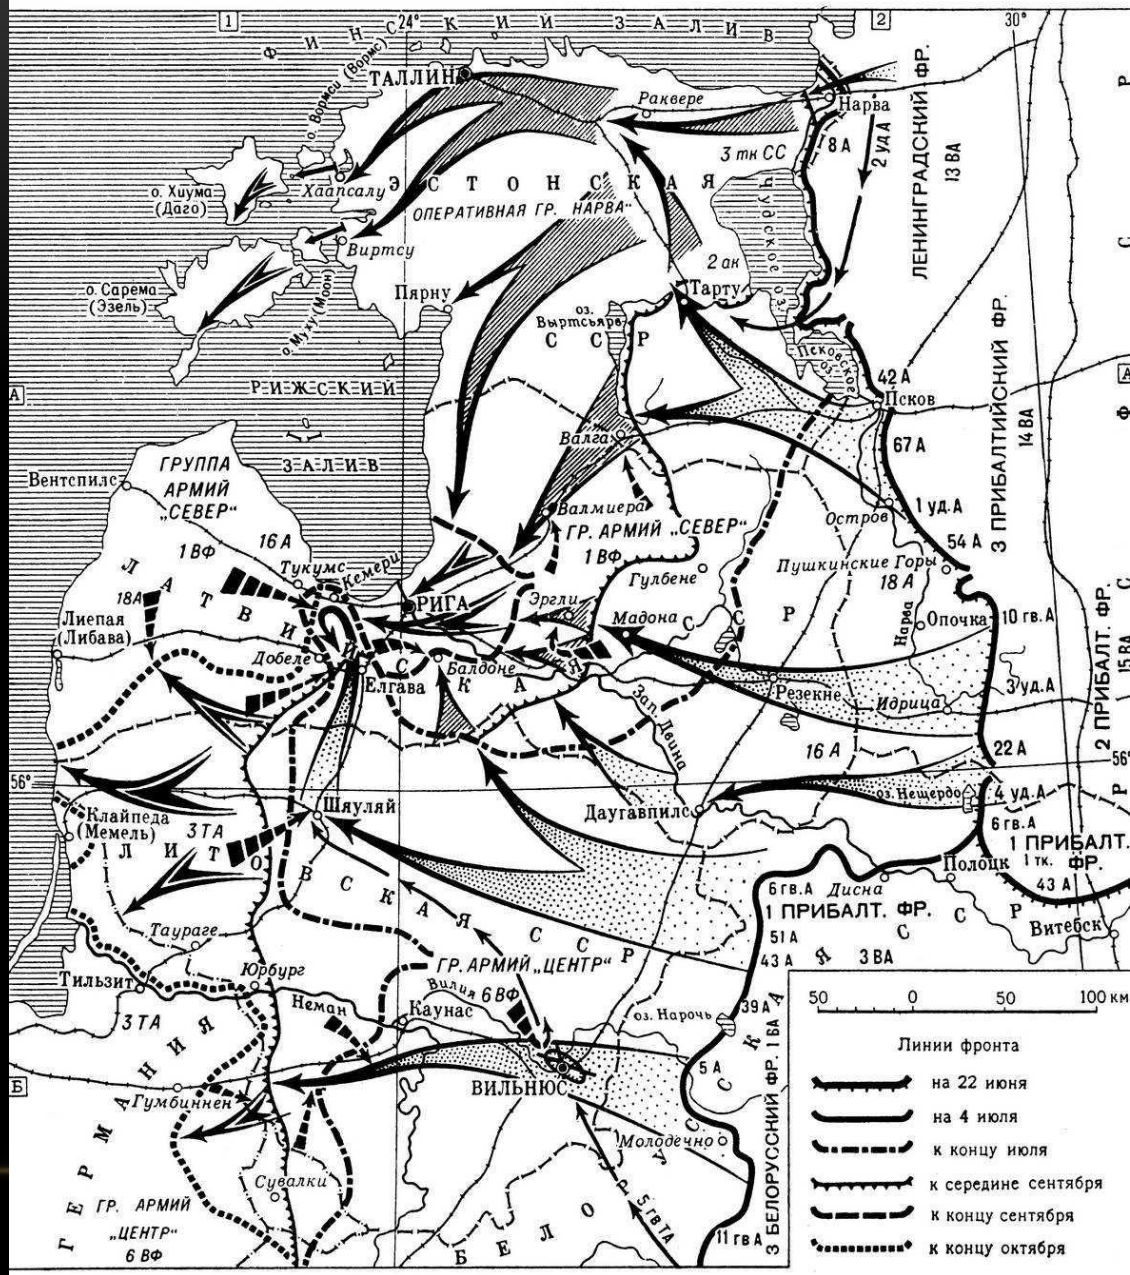 1
24°
2
30°
ФИНСКИЙ ЗАЛИВ
о. Вормси (Вормс)
ТАЛЛИН
Раквере
Нарва
ЛЕНИНГРАДСКИЙ ФР.
13 ВА
8 А
2 уд А
3 тк СС
о. Хиума
(Даго)
Хаапсалу
ЭСТОНСКАЯ
ОПЕРАТИВНАЯ ГР. НАРВА"
Чудское оз.
Виртсу
2 ак
Тарту
о. Сарема
(Эзель)
о. Муху (Моон)
Пярну
оз.
Выртсъярв
ССР
Псковское
оз.
РИЖСКИЙ
ЗАЛИВ
42 А
Псков
А
А
67 А
3 ПРИБАЛТИЙСКИЙ ФР.
14 ВА
Валга
ГРУППА
АРМИЙ
„СЕВЕР"
Вентспилс
1 ВФ
16 А
Валмиера
ГР. АРМИЙ „СЕВЕР"
1 ВФ
Остров
1 уд. А
54 А
Пушкинские Горы
18 А
Гулбене
Тукумс
Кемери
РИГА
Эргли
Мадона
Нарва
Опочка
10 гв. А
18 А
Лиепая
(Либава)
ЛАТВИЙСКАЯ ССР
Добеле
Балдоне
Елгава
Резекне
Идрица
3 уд. А
2 ПРИБАЛТ. ФР.
15 ВА
Зап. Двина
16 А
22 А
56°
56°
оз. Нещердо
4 уд. А
Даугавпилс
6 гв. А
1 ПРИБАЛТ.
1 тк. ФР.
Шяуляй
Клайпеда
(Мемель)
3 ТА
ЛИТОВСКАЯ ССР
Полоцк
43 А
Дисна
6 гв. А
1 ПРИБАЛТ. ФР.
51 А
43 А
3 ВА
Витебск
Таураге
ГР. АРМИЙ „ЦЕНТР"
6 ВФ
Юрбург
Тильзит
Неман
Вилия
Каунас
оз. Нарочь
39 А
3 ТА
5 А
Б
Гумбиннен
ВИЛЬНЮС
Молодечно
3 БЕЛОРУССКИЙ ФР. 1 ВА
ГЕРМАНИЯ
Сувалки
ГР. АРМИЙ
„ЦЕНТР"
6 ВФ
5 гв ТА
11 гв А
БЕЛОРУССКАЯ ССР
РСФСР
50 0 50 100 км
Линии фронта
на 22 июня
на 4 июля
к концу июля
к середине сентября
к концу сентября
к концу октября